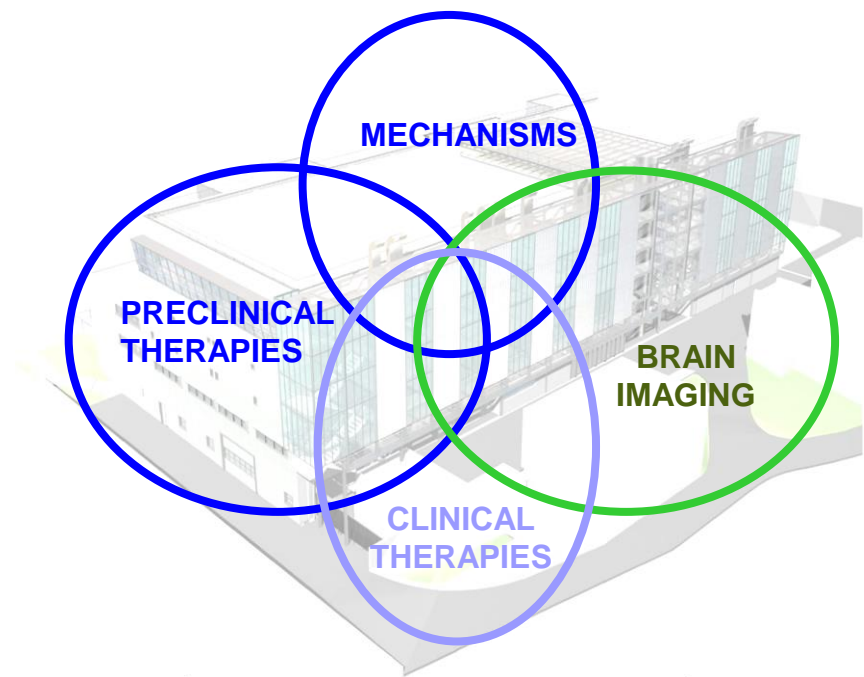 MECHANISMS
PRECLINICAL
THERAPIES
BRAIN
IMAGING
CLINICAL
THERAPIES